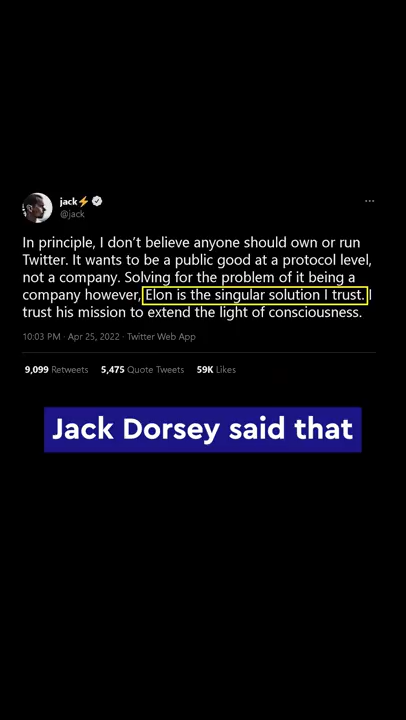 jack⚡
@jack
In principle, I don't believe anyone should own or run
Twitter. It wants to be a public good at a protocol level,
not a company. Solving for the problem of it being a
company however, Elon is the singular solution I trust. I
trust his mission to extend the light of consciousness.
10:03 PM · Apr 25, 2022 · Twitter Web App
9,099 Retweets 5,475 Quote Tweets 59K Likes
Jack Dorsey said that